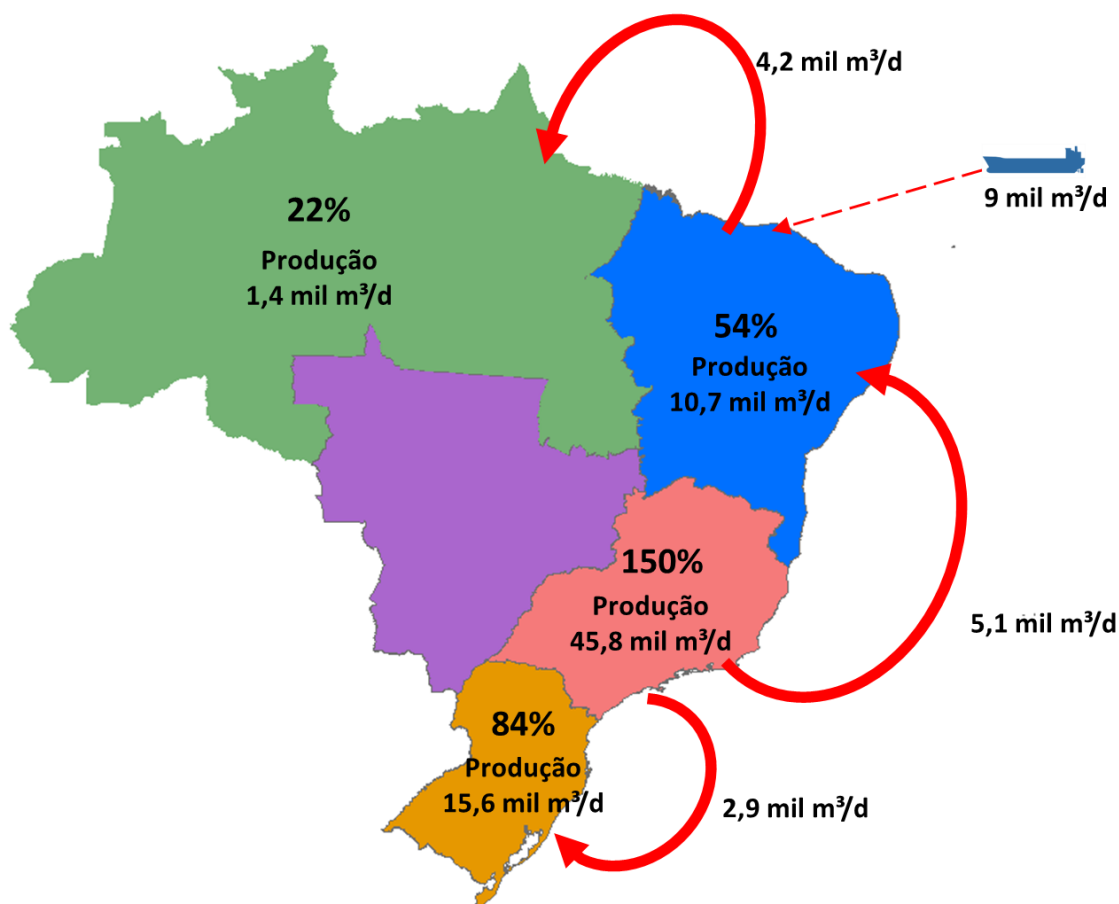 4,2 mil m³/d
9 mil m³/d
22%
Produção
1,4 mil m³/d
54%
Produção
10,7 mil m³/d
150%
Produção
45,8 mil m³/d
5,1 mil m³/d
84%
Produção
15,6 mil m³/d
2,9 mil m³/d